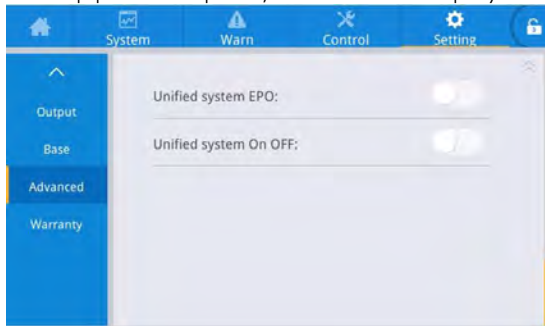 System
Warn
Control
Setting
Output
Base
Advanced
Warranty
Unified system EPO:
Unified system On OFF: